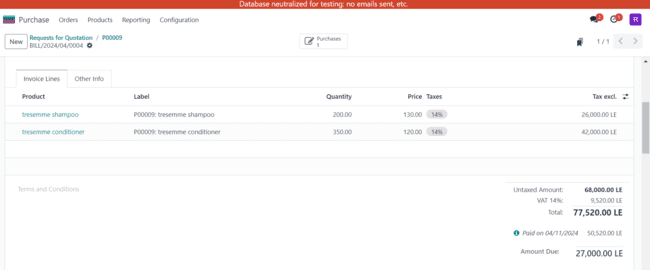 Database neutralized for testing: no emails sent, etc.
Purchase Orders Products Reporting Configuration 2 1 R
New Requests for Quotation / P00009
BILL/2024/04/0004
Purchases
1
1 / 1
Invoice Lines Other Info
Product Label Quantity Price Taxes Tax excl.
tresemme shampoo P00009: tresemme shampoo 200.00 130.00 14% 26,000.00 LE
tresemme conditioner P00009: tresemme conditioner 350.00 120.00 14% 42,000.00 LE
Terms and Conditions
Untaxed Amount: 68,000.00 LE
VAT 14%: 9,520.00 LE
Total: 77,520.00 LE
Paid on 04/11/2024 50,520.00 LE
Amount Due: 27,000.00 LE